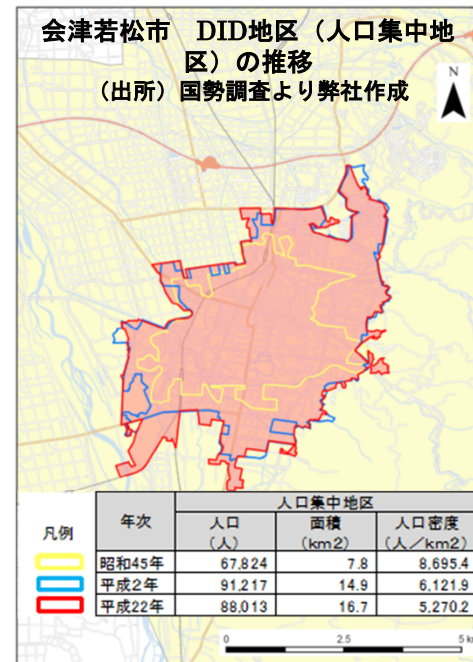 会津若松市　DID地区（人口集中地
区）の推移
（出所）国勢調査より弊社作成
N
凡例
年次
人口集中地区
人口
（人）
面積
（km2）
人口密度
（人／km2）
昭和45年 67,824 7.8 8,695.4
平成2年 91,217 14.9 6,121.9
平成22年 88,013 16.7 5,270.2
0 2.5 5 k